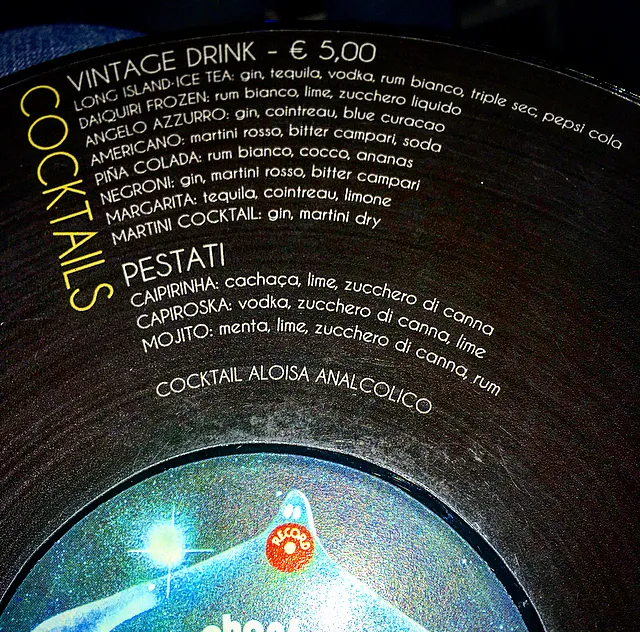 COCKTAILS
VINTAGE DRINK - € 5,00
LONG ISLAND ICE TEA: gin, tequila, vodka, rum bianco, triple sec, pepsi cola
DAIQUIRI FROZEN: rum bianco, lime, zucchero liquido
ANGELO AZZURRO: gin, cointreau, blue curacao
AMERICANO: martini rosso, bitter campari, soda
PIÑA COLADA: rum bianco, cocco, ananas
NEGRONI: gin, martini rosso, bitter campari
MARGARITA: tequila, cointreau, limone
MARTINI COCKTAIL: gin, martini dry
PESTATI
CAIPIRINHA: cachaça, lime, zucchero di canna
CAPIROSKA: vodka, zucchero di canna, lime
MOJITO: menta, lime, zucchero di canna, rum
COCKTAIL ALOISA ANALCOLICO
RECORD